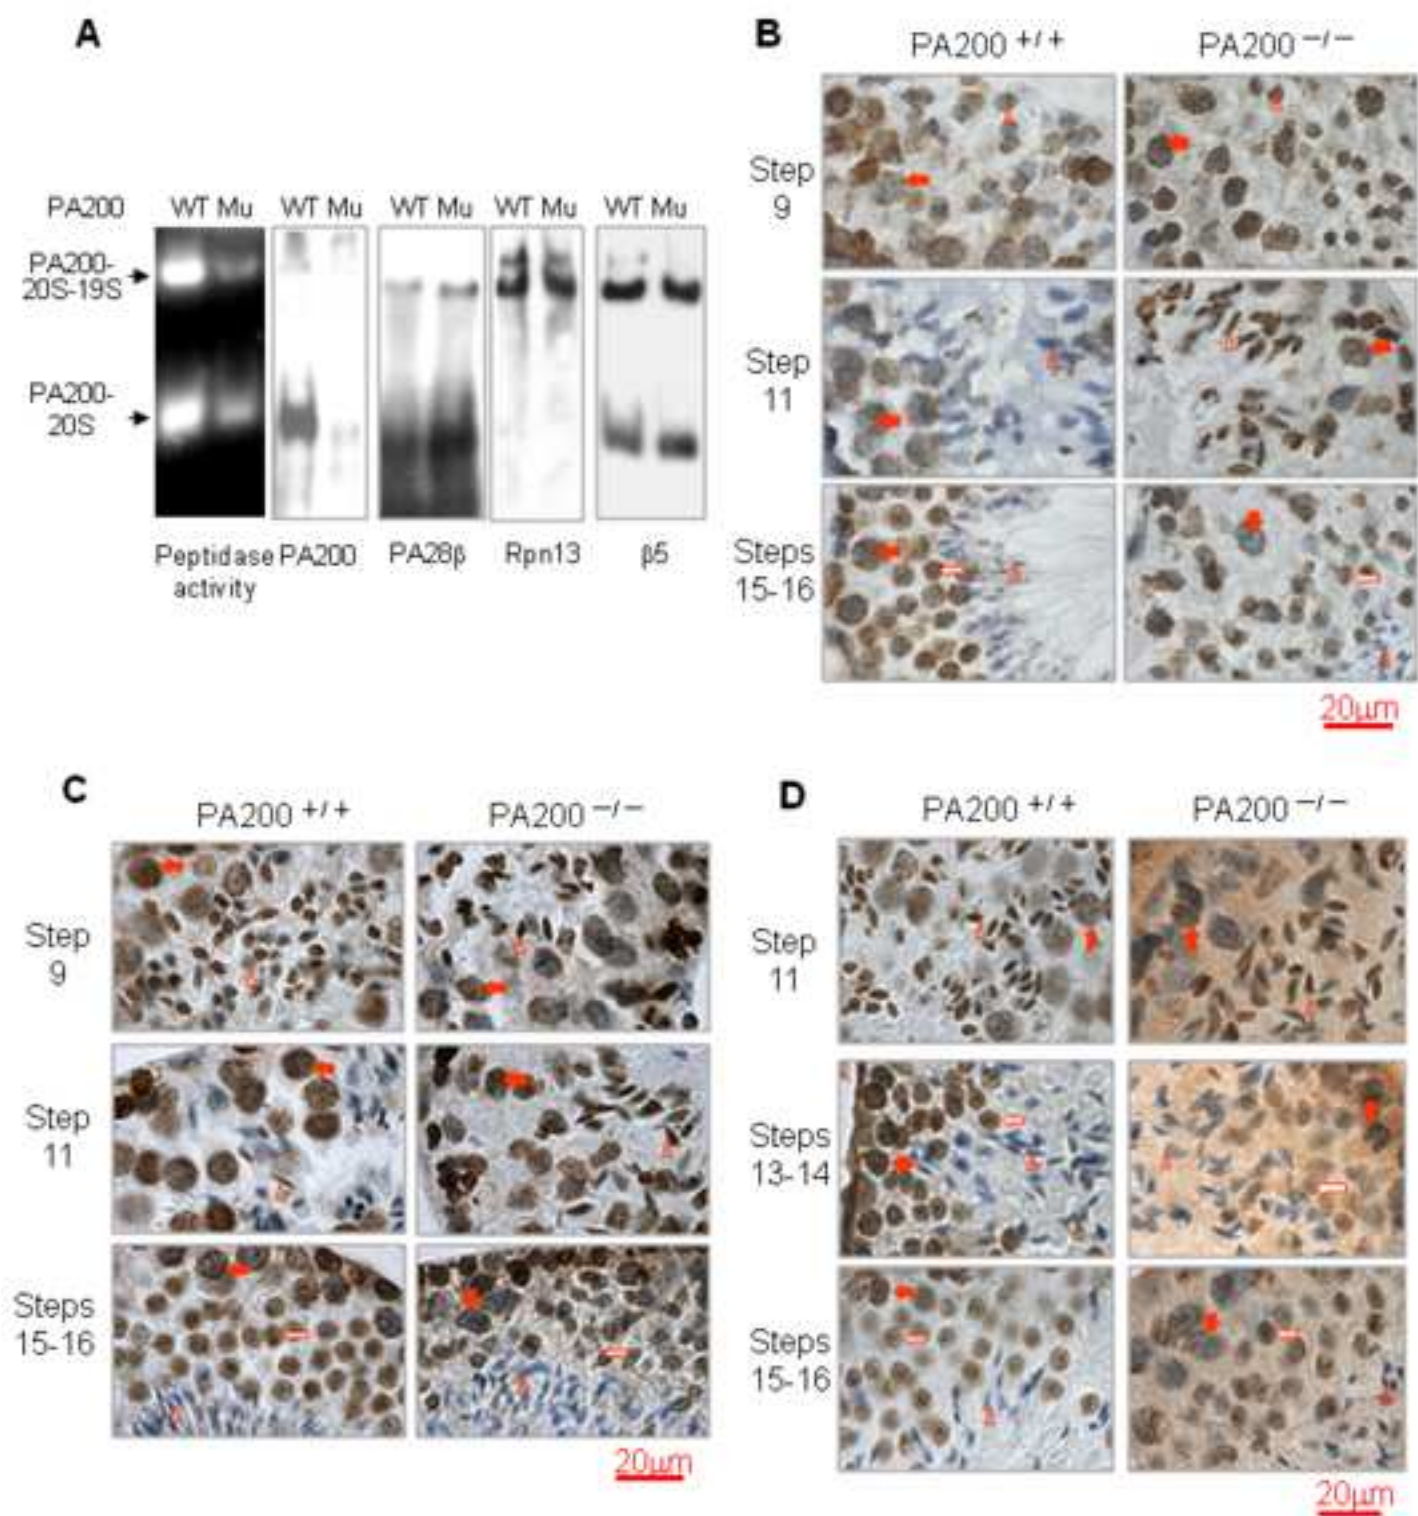 A
PA200 WT Mu WT Mu WT Mu WT Mu WT Mu
PA200-
20S-19S
PA200-
20S
Peptidase
activity
PA200
PA28β
Rpn13
β5
B
PA200 +/+ PA200 −/−
Step
9
Step
11
Steps
15-16
20μm
C
PA200 +/+ PA200 −/−
Step
9
Step
11
Steps
15-16
20μm
D
PA200 +/+ PA200 −/−
Step
11
Steps
13-14
Steps
15-16
20μm